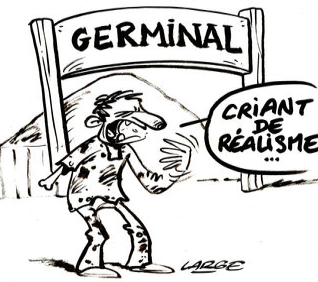 GERMINAL
CRIANT
DE
RÉALISME
...
LARGE